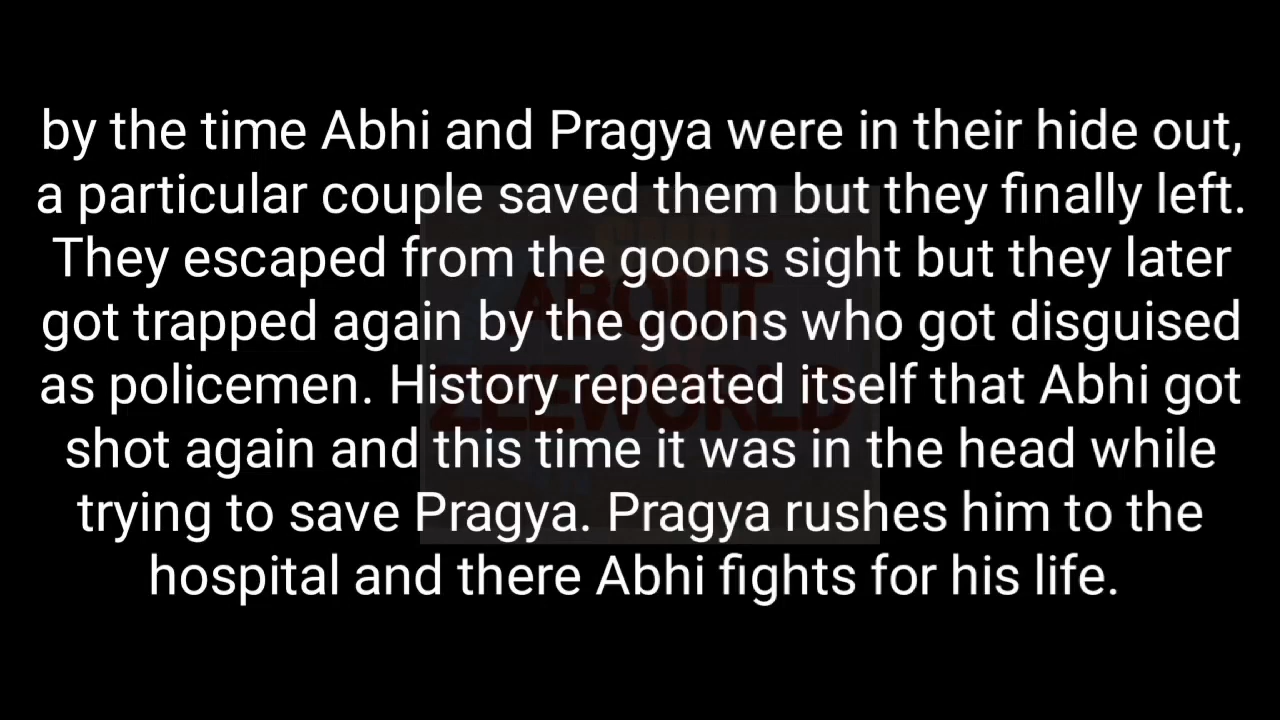 by the time Abhi and Pragya were in their hide out,
a particular couple saved them but they finally left.
They escaped from the goons sight but they later
got trapped again by the goons who got disguised
as policemen. History repeated itself that Abhi got
shot again and this time it was in the head while
trying to save Pragya. Pragya rushes him to the
hospital and there Abhi fights for his life.
ABOUT
ZEEWORLD